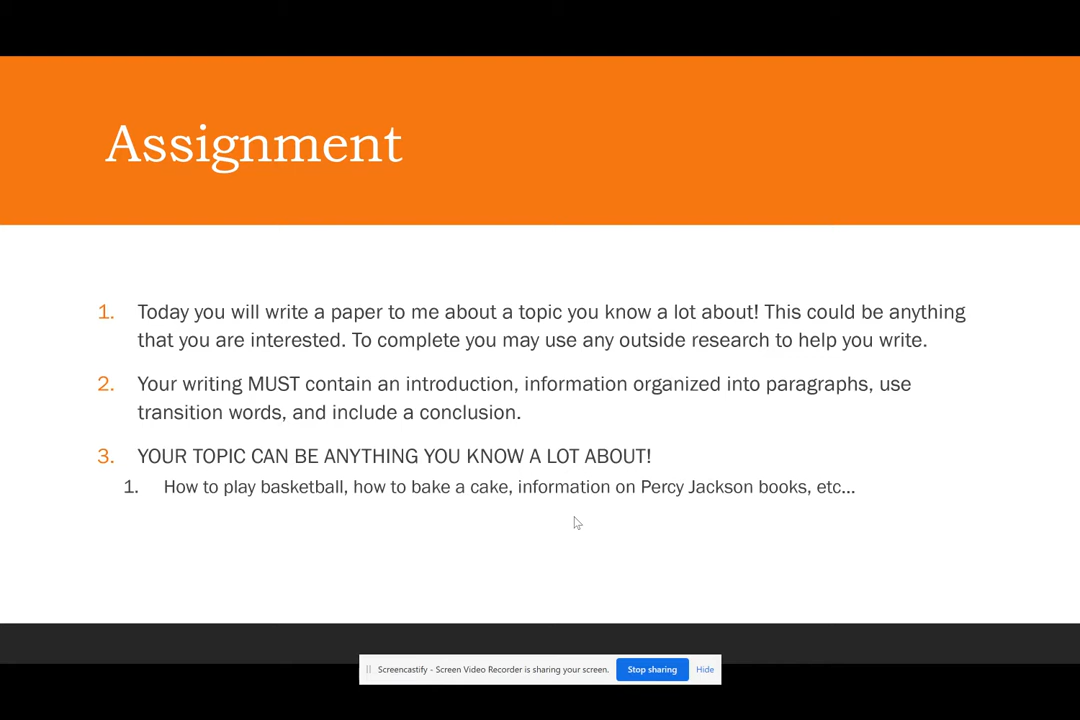 Assignment
1. Today you will write a paper to me about a topic you know a lot about! This could be anything
that you are interested. To complete you may use any outside research to help you write.
2. Your writing MUST contain an introduction, information organized into paragraphs, use
transition words, and include a conclusion.
3. YOUR TOPIC CAN BE ANYTHING YOU KNOW A LOT ABOUT!
1. How to play basketball, how to bake a cake, information on Percy Jackson books, etc...
Screencastify - Screen Video Recorder is sharing your screen. Stop sharing Hide